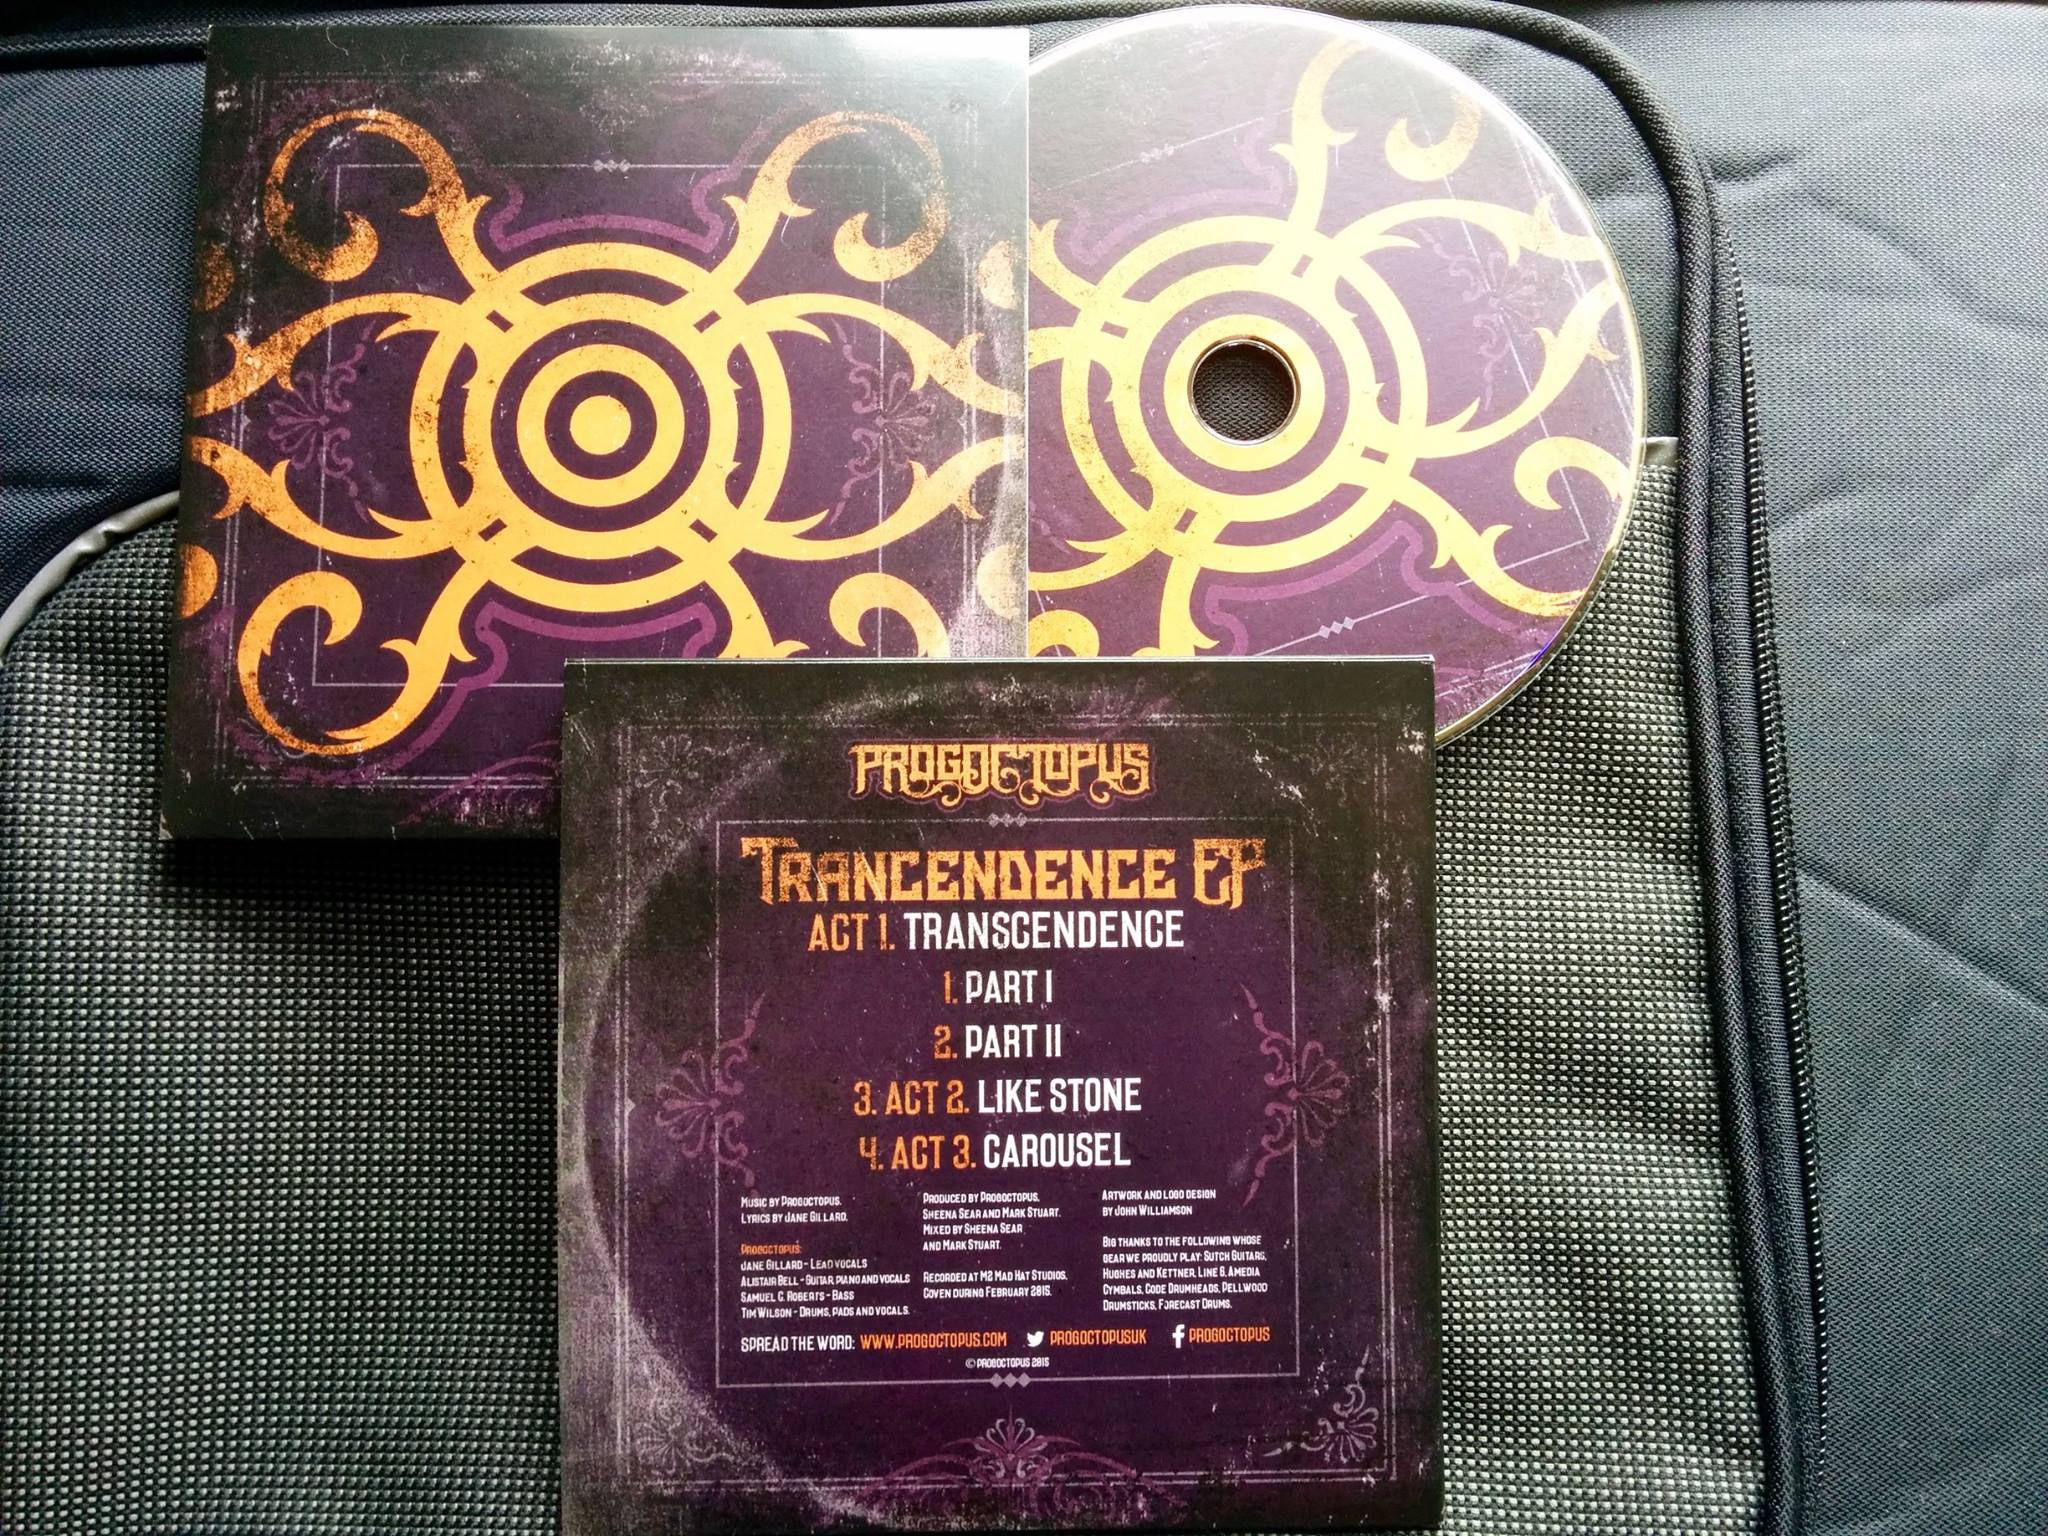 PROGOCTOPUS
TRANCENDENCE EP
ACT 1. TRANSCENDENCE
1. PART I
2. PART II
3. ACT 2. LIKE STONE
4. ACT 3. CAROUSEL
MUSIC BY PROGOCTOPUS.
LYRICS BY JANE GILLARD.
PROGOCTOPUS:
JANE GILLARD - LEAD VOCALS
ALISTAIR BELL - GUITAR, PIANO AND VOCALS
SAMUEL C. ROBERTS - BASS
TIM WILSON - DRUMS, PADS AND VOCALS.
PRODUCED BY PROGOCTOPUS,
SHEENA SEAR AND MARK STUART.
MIXED BY SHEENA SEAR
AND MARK STUART.
RECORDED AT M2 MAD HAT STUDIOS,
COVEN DURING FEBRUARY 2015.
ARTWORK AND LOGO DESIGN
BY JOHN WILLIAMSON
BIG THANKS TO THE FOLLOWING WHOSE
GEAR WE PROUDLY PLAY: SUTCH GUITARS,
HUGHES AND KETTNER, LINE 6, AMEDIA
CYMBALS, CODE DRUMHEADS, PELLWOOD
DRUMSTICKS, FORECAST DRUMS.
SPREAD THE WORD: WWW.PROGOCTOPUS.COM PROGOCTOPUSUK PROGOCTOPUS
© PROGOCTOPUS 2015